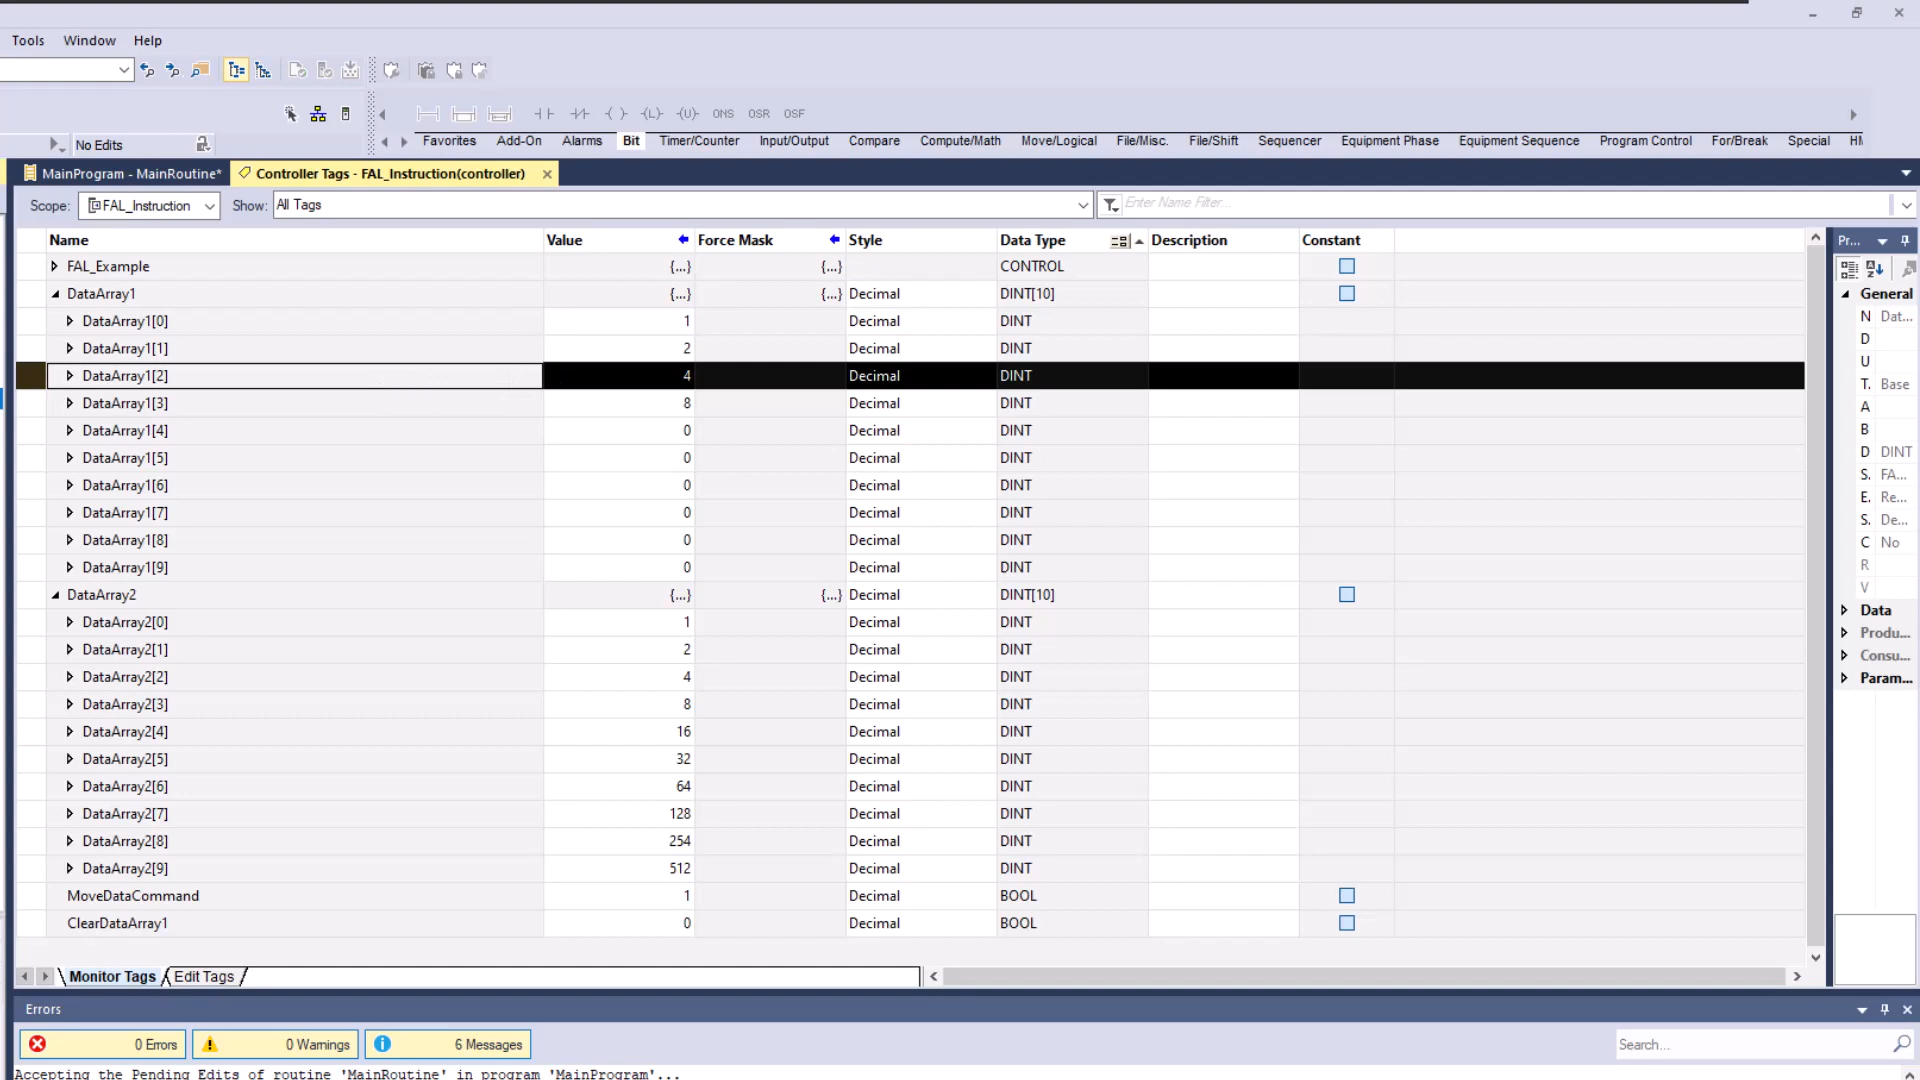 Tools Window Help
ONS OSR OSF
No Edits
Favorites Add-On Alarms Bit Timer/Counter Input/Output Compare Compute/Math Move/Logical File/Misc. File/Shift Sequencer Equipment Phase Equipment Sequence Program Control For/Break Special
MainProgram - MainRoutine* Controller Tags - FAL_Instruction(controller)
Scope: FAL_Instruction Show: All Tags Enter Name Filter...
Name Value Force Mask Style Data Type Description Constant
FAL_Example {...} {...} CONTROL
DataArray1 {...} {...} Decimal DINT[10]
DataArray1[0] 1 Decimal DINT
DataArray1[1] 2 Decimal DINT
DataArray1[2] 4 Decimal DINT
DataArray1[3] 8 Decimal DINT
DataArray1[4] 0 Decimal DINT
DataArray1[5] 0 Decimal DINT
DataArray1[6] 0 Decimal DINT
DataArray1[7] 0 Decimal DINT
DataArray1[8] 0 Decimal DINT
DataArray1[9] 0 Decimal DINT
DataArray2 {...} {...} Decimal DINT[10]
DataArray2[0] 1 Decimal DINT
DataArray2[1] 2 Decimal DINT
DataArray2[2] 4 Decimal DINT
DataArray2[3] 8 Decimal DINT
DataArray2[4] 16 Decimal DINT
DataArray2[5] 32 Decimal DINT
DataArray2[6] 64 Decimal DINT
DataArray2[7] 128 Decimal DINT
DataArray2[8] 254 Decimal DINT
DataArray2[9] 512 Decimal DINT
MoveDataCommand 1 Decimal BOOL
ClearDataArray1 0 Decimal BOOL
Monitor Tags Edit Tags
Pr...
General
N Dat...
D
U
T. Base
A
B
D DINT
S. FA...
E. Re...
S. De...
C No
R
V
Data
Produ...
Consu...
Param...
Errors
0 Errors 0 Warnings 6 Messages Search...
Accepting the Pending Edits of routine 'MainRoutine' in program 'MainProgram'...